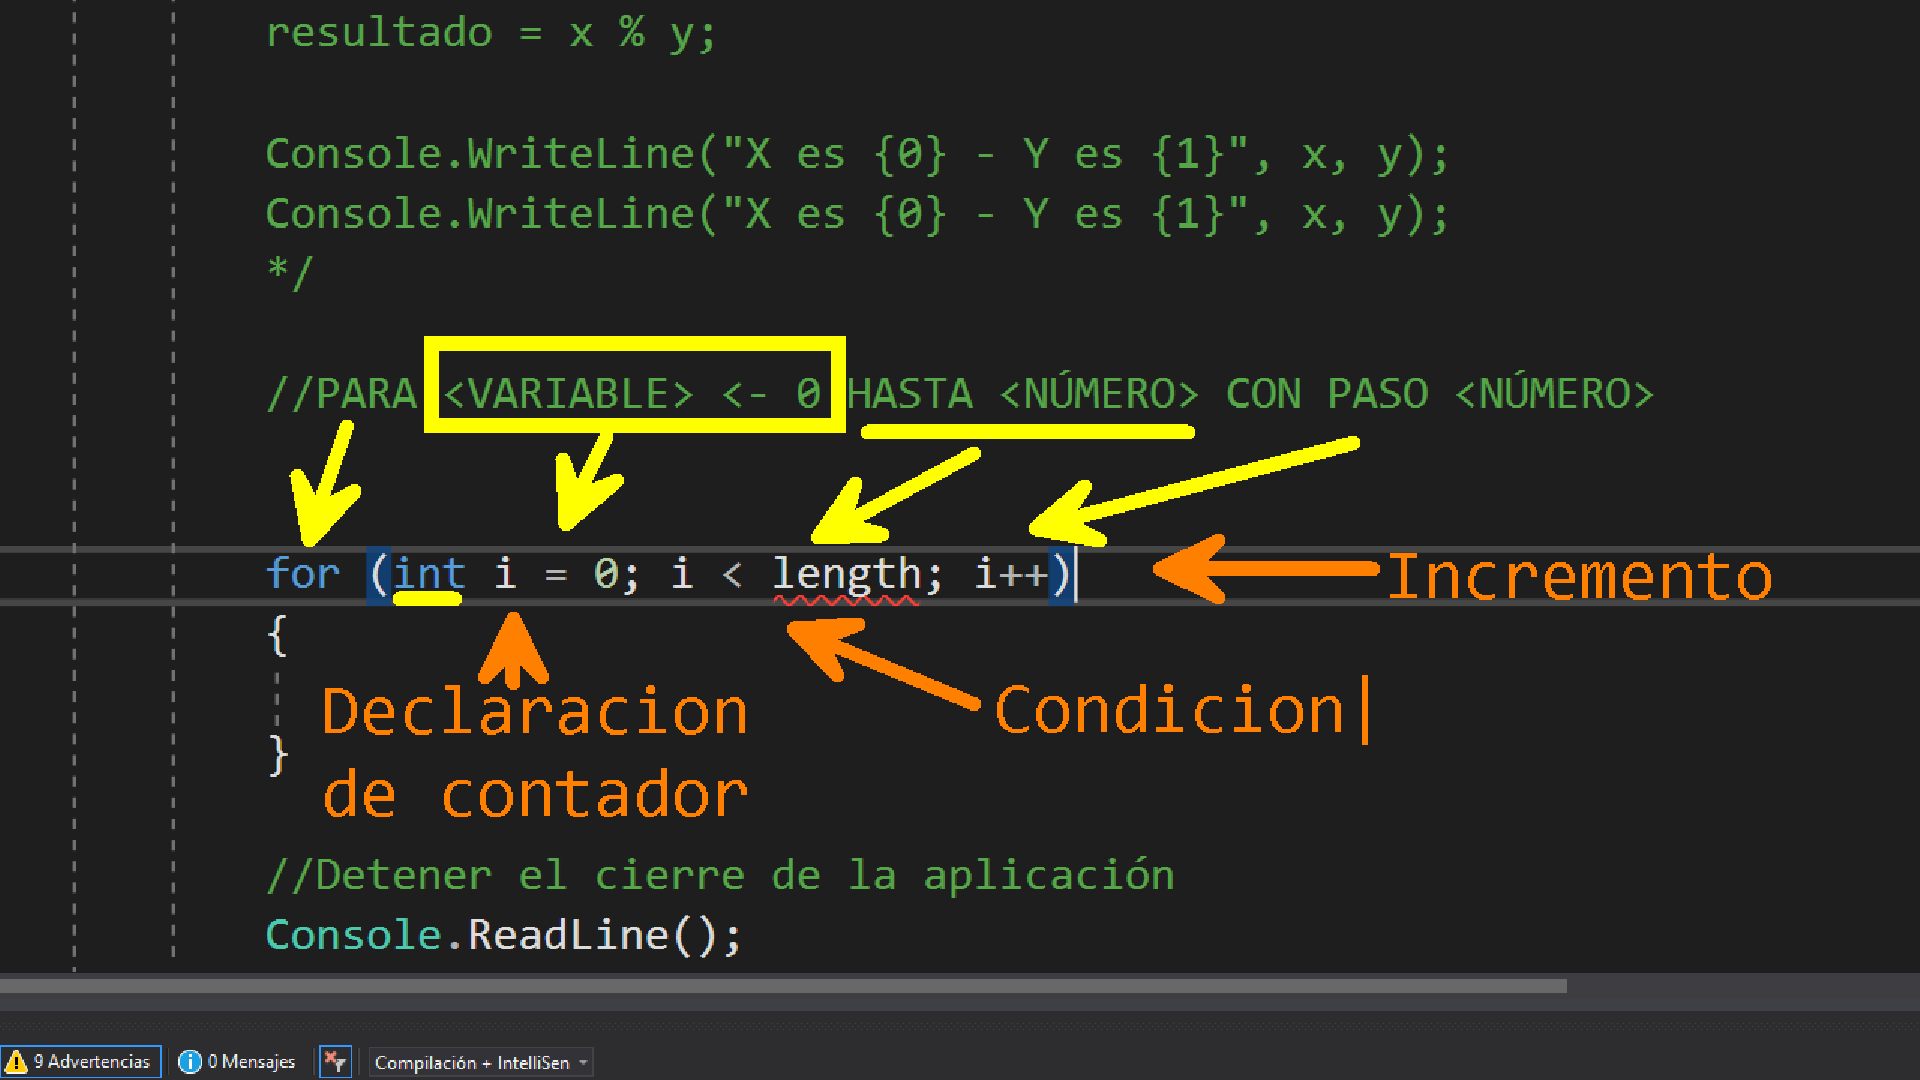 resultado = x % y;
Console.WriteLine("X es {0} - Y es {1}", x, y);
Console.WriteLine("X es {0} - Y es {1}", x, y);
*/
//PARA <VARIABLE> <- 0 HASTA <NÚMERO> CON PASO <NÚMERO>
for (int i = 0; i < length; i++) Incremento
{
Declaracion Condicion
}
de contador
//Detener el cierre de la aplicación
Console.ReadLine();
9 Advertencias 0 Mensajes Compilación + IntelliSen